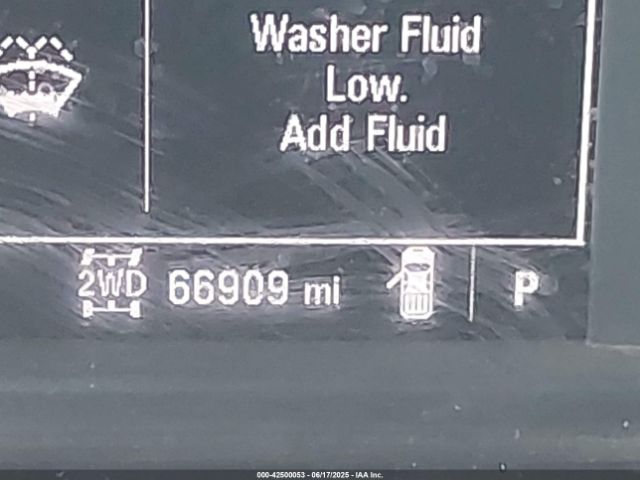 Washer Fluid
Low.
Add Fluid
2WD 66909 mi P
000-42500053 - 06/17/2025 - IAA Inc.